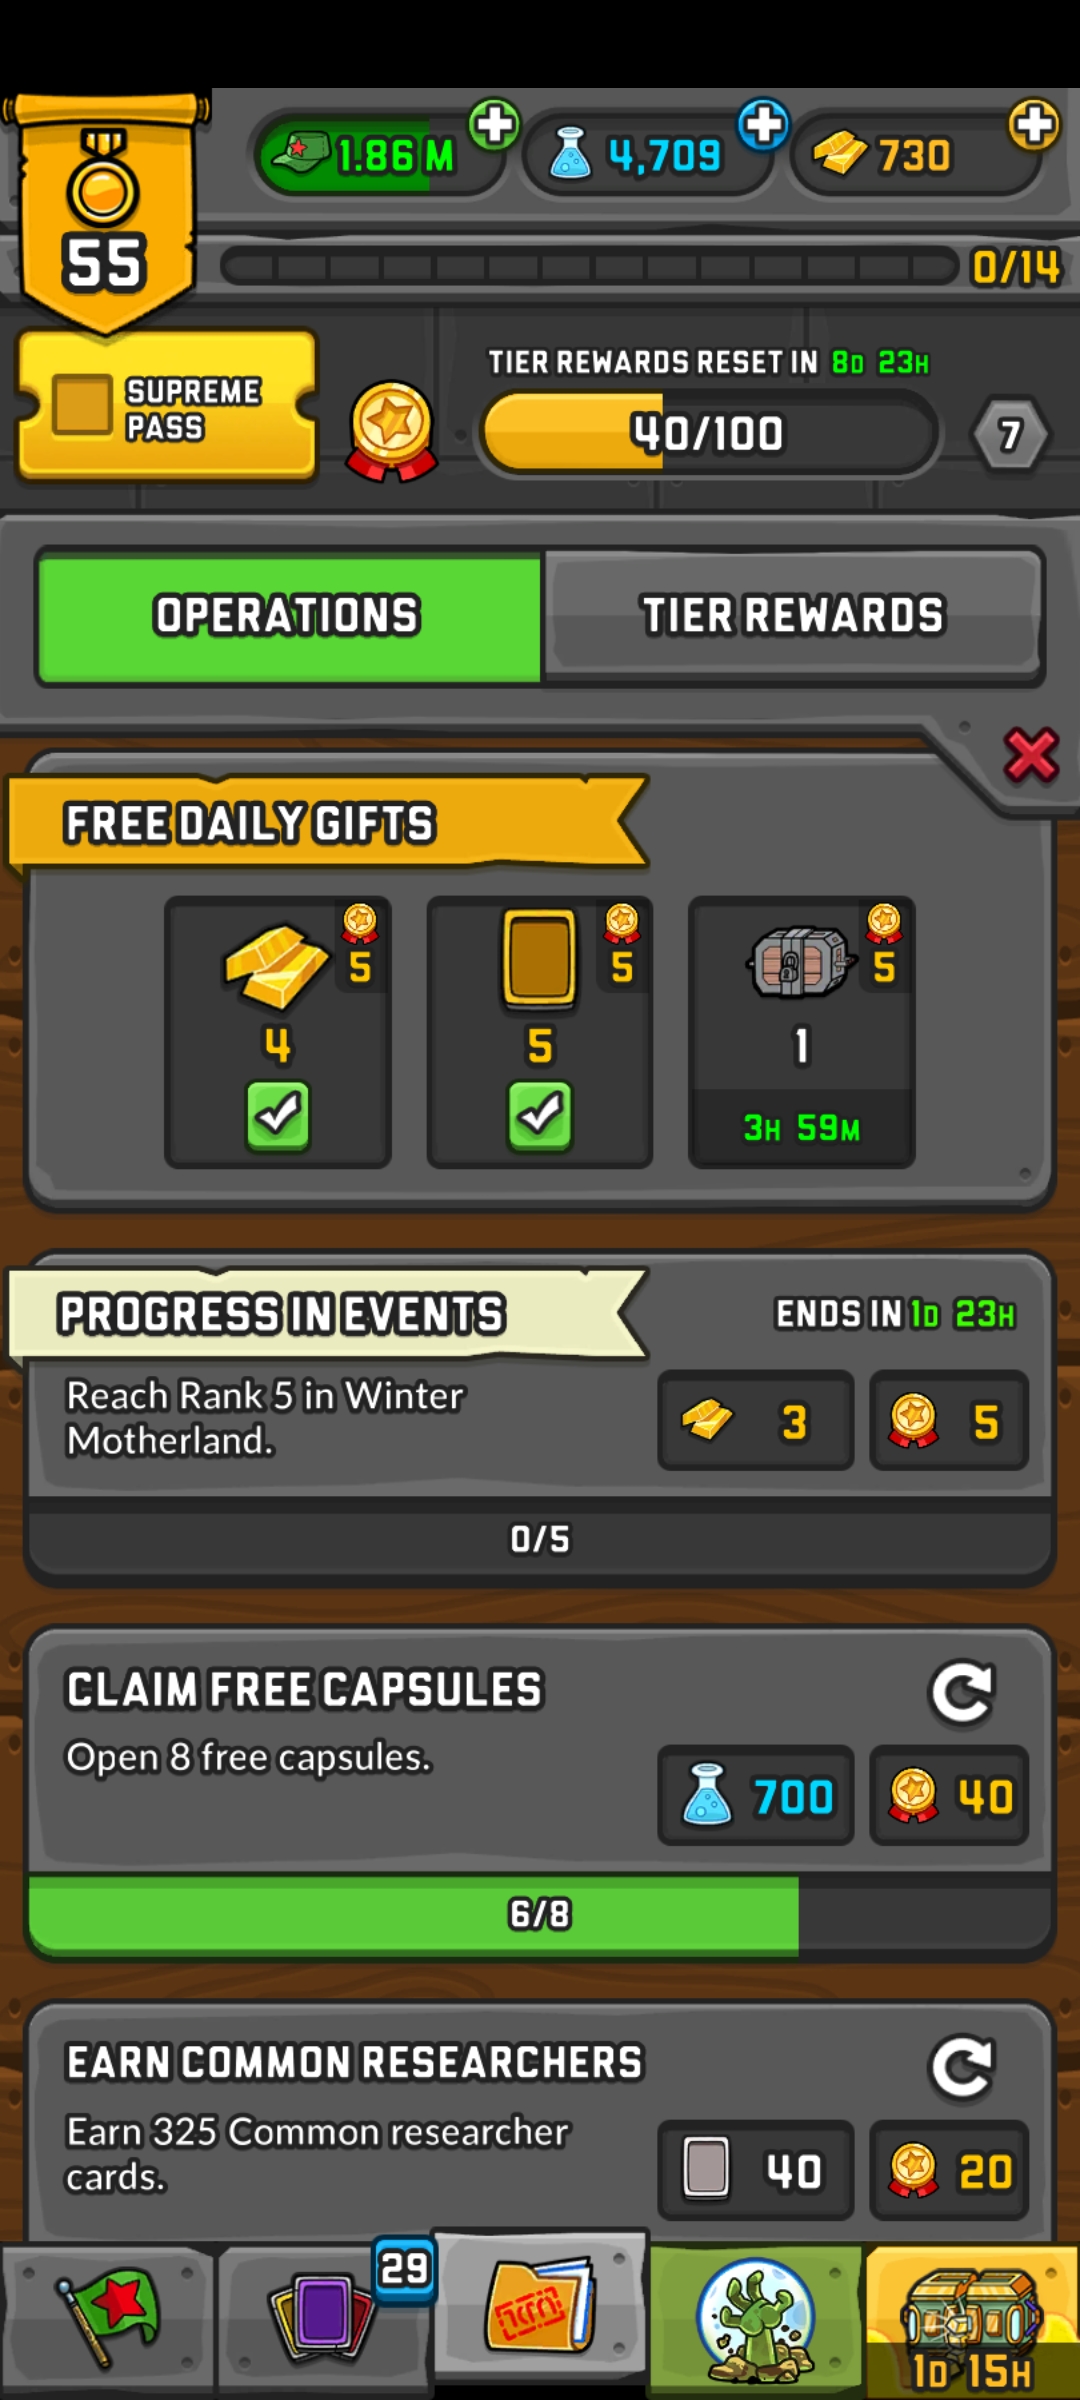 1.86 M
4,709
730
55
0/14
SUPREME
PASS
TIER REWARDS RESET IN 8D 23H
40/100
7
OPERATIONS
TIER REWARDS
FREE DAILY GIFTS
5
5
5
4
5
1
3H 59M
PROGRESS IN EVENTS
ENDS IN 1D 23H
Reach Rank 5 in Winter
Motherland.
3
5
0/5
CLAIM FREE CAPSULES
Open 8 free capsules.
700
40
6/8
EARN COMMON RESEARCHERS
Earn 325 Common researcher
cards.
40
20
29
1D 15H